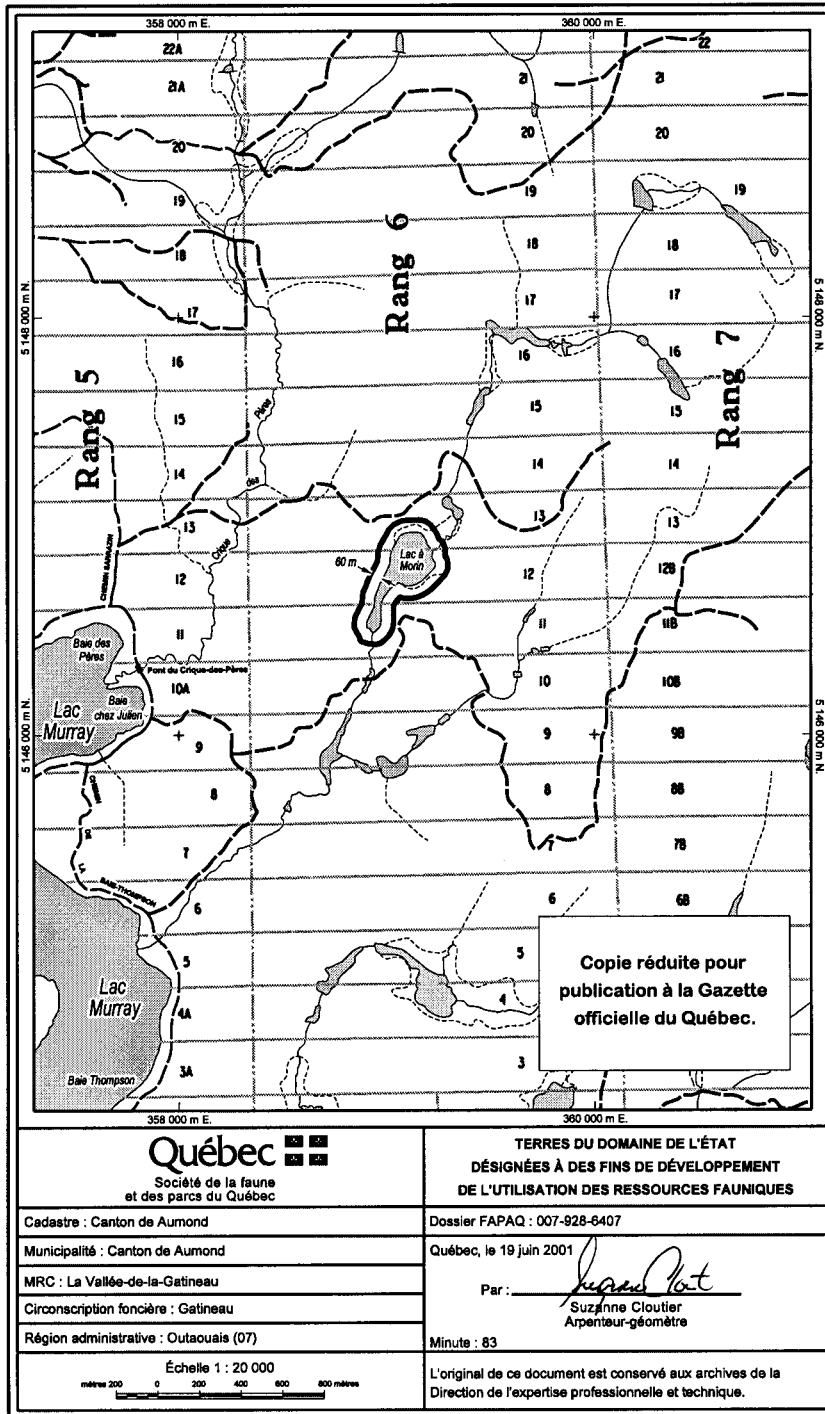 358 000 m E.
360 000 m E.
22A
22
21A
21
21
20
20
20
19
19
19
18
18
18
17
17
17
5 148 000 m N.
5 148 000 m N.
Rang 5
Rang 6
Rang 7
16
16
16
15
15
15
14
14
14
13
13
13
Crique des Pères
CHEMIN SARRAZIN
60 m
Lac à
Morin
12
12
12B
11
11
11B
Baie des
Pères
Pont du Crique-des-Pères
10A
10
10B
Baie
chez Julien
Lac
Murray
5 146 000 m N.
5 146 000 m N.
9
9
9B
8
8
8B
CHEMIN DE LA BAIE-THOMPSON
7
7
7B
6
6
6B
5
5
Lac
Murray
4A
4
3A
3
Baie Thompson
Copie réduite pour
publication à la Gazette
officielle du Québec.
358 000 m E.
360 000 m E.
Québec
Société de la faune
et des parcs du Québec
TERRES DU DOMAINE DE L'ÉTAT
DÉSIGNÉES À DES FINS DE DÉVELOPPEMENT
DE L'UTILISATION DES RESSOURCES FAUNIQUES
Cadastre : Canton de Aumond
Dossier FAPAQ : 007-928-6407
Municipalité : Canton de Aumond
Québec, le 19 juin 2001
MRC : La Vallée-de-la-Gatineau
Par :
Suzanne Cloutier
Arpenteur-géomètre
Circonscription foncière : Gatineau
Région administrative : Outaouais (07)
Minute : 83
Échelle 1 : 20 000
mètres 200 0 200 400 600 800 mètres
L'original de ce document est conservé aux archives de la
Direction de l'expertise professionnelle et technique.